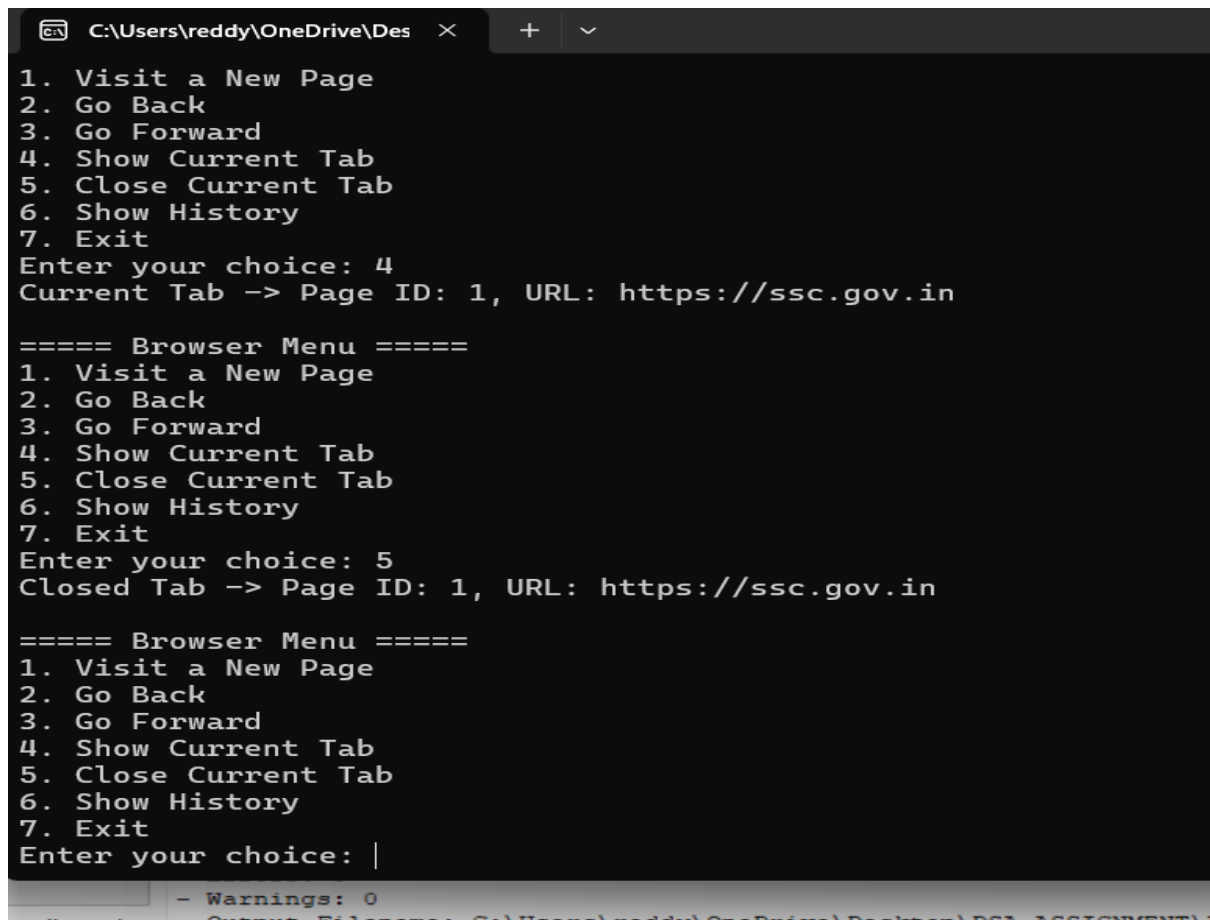 C:\Users\reddy\OneDrive\Des
1. Visit a New Page
2. Go Back
3. Go Forward
4. Show Current Tab
5. Close Current Tab
6. Show History
7. Exit
Enter your choice: 4
Current Tab -> Page ID: 1, URL: https://ssc.gov.in
===== Browser Menu =====
1. Visit a New Page
2. Go Back
3. Go Forward
4. Show Current Tab
5. Close Current Tab
6. Show History
7. Exit
Enter your choice: 5
Closed Tab -> Page ID: 1, URL: https://ssc.gov.in
===== Browser Menu =====
1. Visit a New Page
2. Go Back
3. Go Forward
4. Show Current Tab
5. Close Current Tab
6. Show History
7. Exit
Enter your choice:
- Warnings: 0